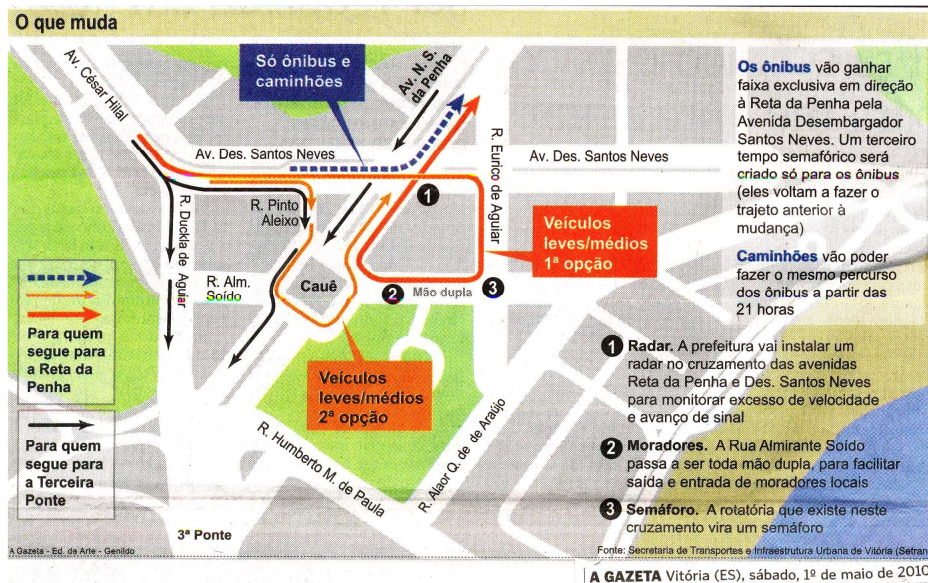 O que muda
Av. César Hilal
Só ônibus e
caminhões
Av. N. S.
da Penha
Av. Des. Santos Neves
R. Eurico de Aguiar
Av. Des. Santos Neves
R. Pinto
Aleixo
R. Duckla de Aguiar
R. Alm.
Soído
Cauê
1
2
Mão dupla
3
Veículos
leves/médios
1ª opção
Veículos
leves/médios
2ª opção
R. Humberto M. de Paula
R. Alaor Q. de de Araújo
3ª Ponte
Para quem
segue para
a Reta da
Penha
Para quem
segue para
a Terceira
Ponte
Os ônibus vão ganhar
faixa exclusiva em direção
à Reta da Penha pela
Avenida Desembargador
Santos Neves. Um terceiro
tempo semafórico será
criado só para os ônibus
(eles voltam a fazer o
trajeto anterior à
mudança)
Caminhões vão poder
fazer o mesmo percurso
dos ônibus a partir das
21 horas
1 Radar. A prefeitura vai instalar um
radar no cruzamento das avenidas
Reta da Penha e Des. Santos Neves
para monitorar excesso de velocidade
e avanço de sinal
2 Moradores. A Rua Almirante Soído
passa a ser toda mão dupla, para facilitar
saída e entrada de moradores locais
3 Semáforo. A rotatória que existe neste
cruzamento vira um semáforo
A Gazeta - Ed. da Arte - Genildo
Fonte: Secretaria de Transportes e Infraestrutura Urbana de Vitória (Setran
A GAZETA Vitória (ES), sábado, 1º de maio de 2010